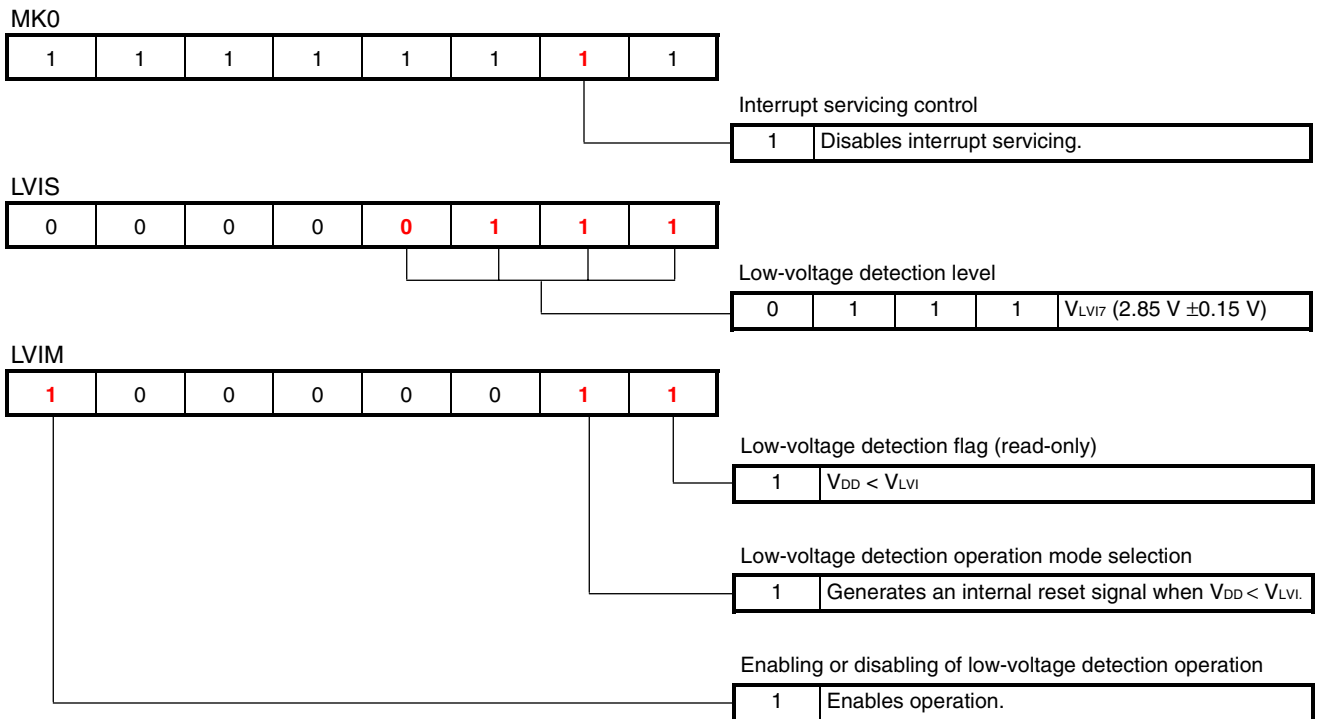 MK0
1 1 1 1 1 1 1 1
Interrupt servicing control
1 Disables interrupt servicing.
LVIS
0 0 0 0 0 1 1 1
Low-voltage detection level
0 1 1 1 VLVI7 (2.85 V ±0.15 V)
LVIM
1 0 0 0 0 0 1 1
Low-voltage detection flag (read-only)
1 VDD < VLVI
Low-voltage detection operation mode selection
1 Generates an internal reset signal when VDD < VLVI.
Enabling or disabling of low-voltage detection operation
1 Enables operation.